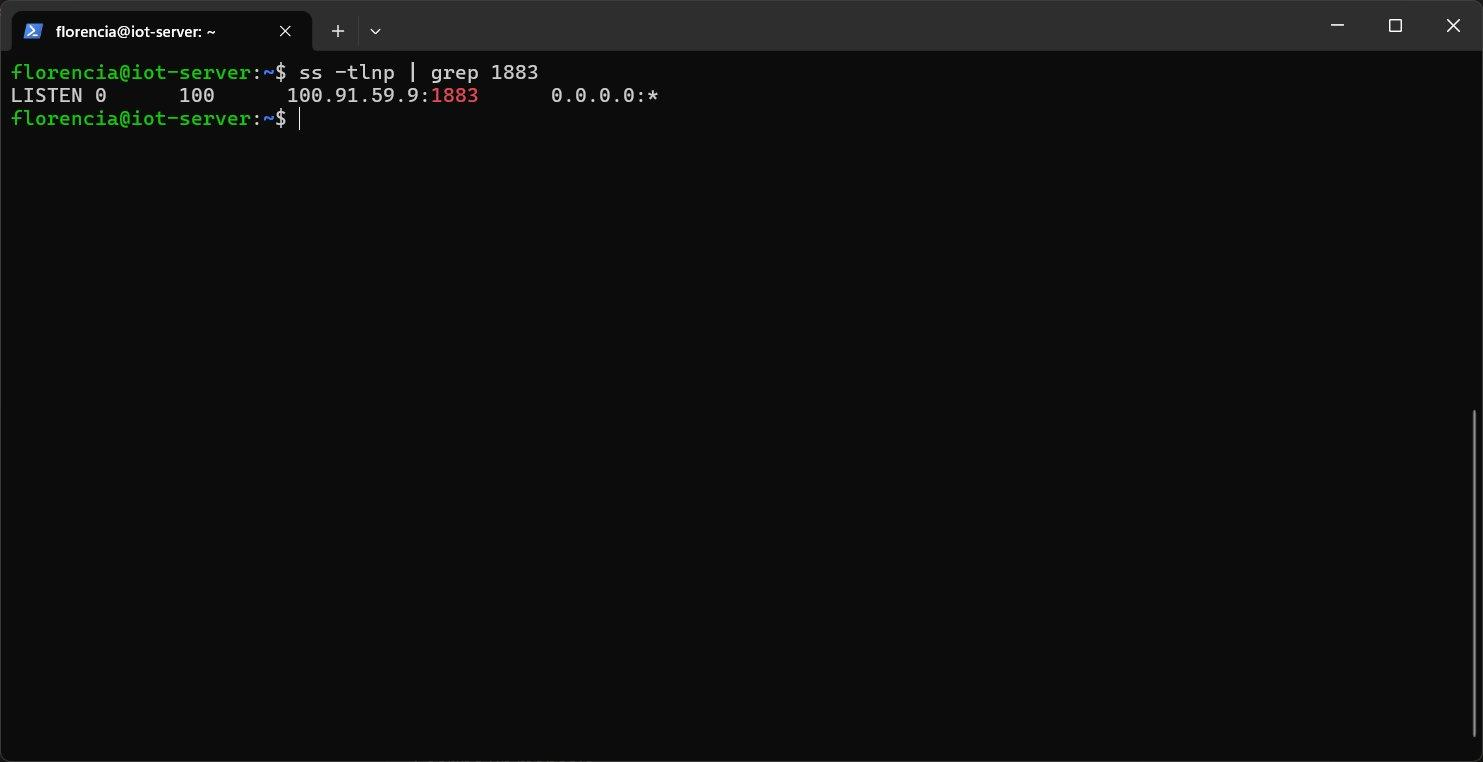 florencia@iot-server: ~
florencia@iot-server:~$ ss -tlnp | grep 1883
LISTEN 0      100      100.91.59.9:1883      0.0.0.0:*
florencia@iot-server:~$